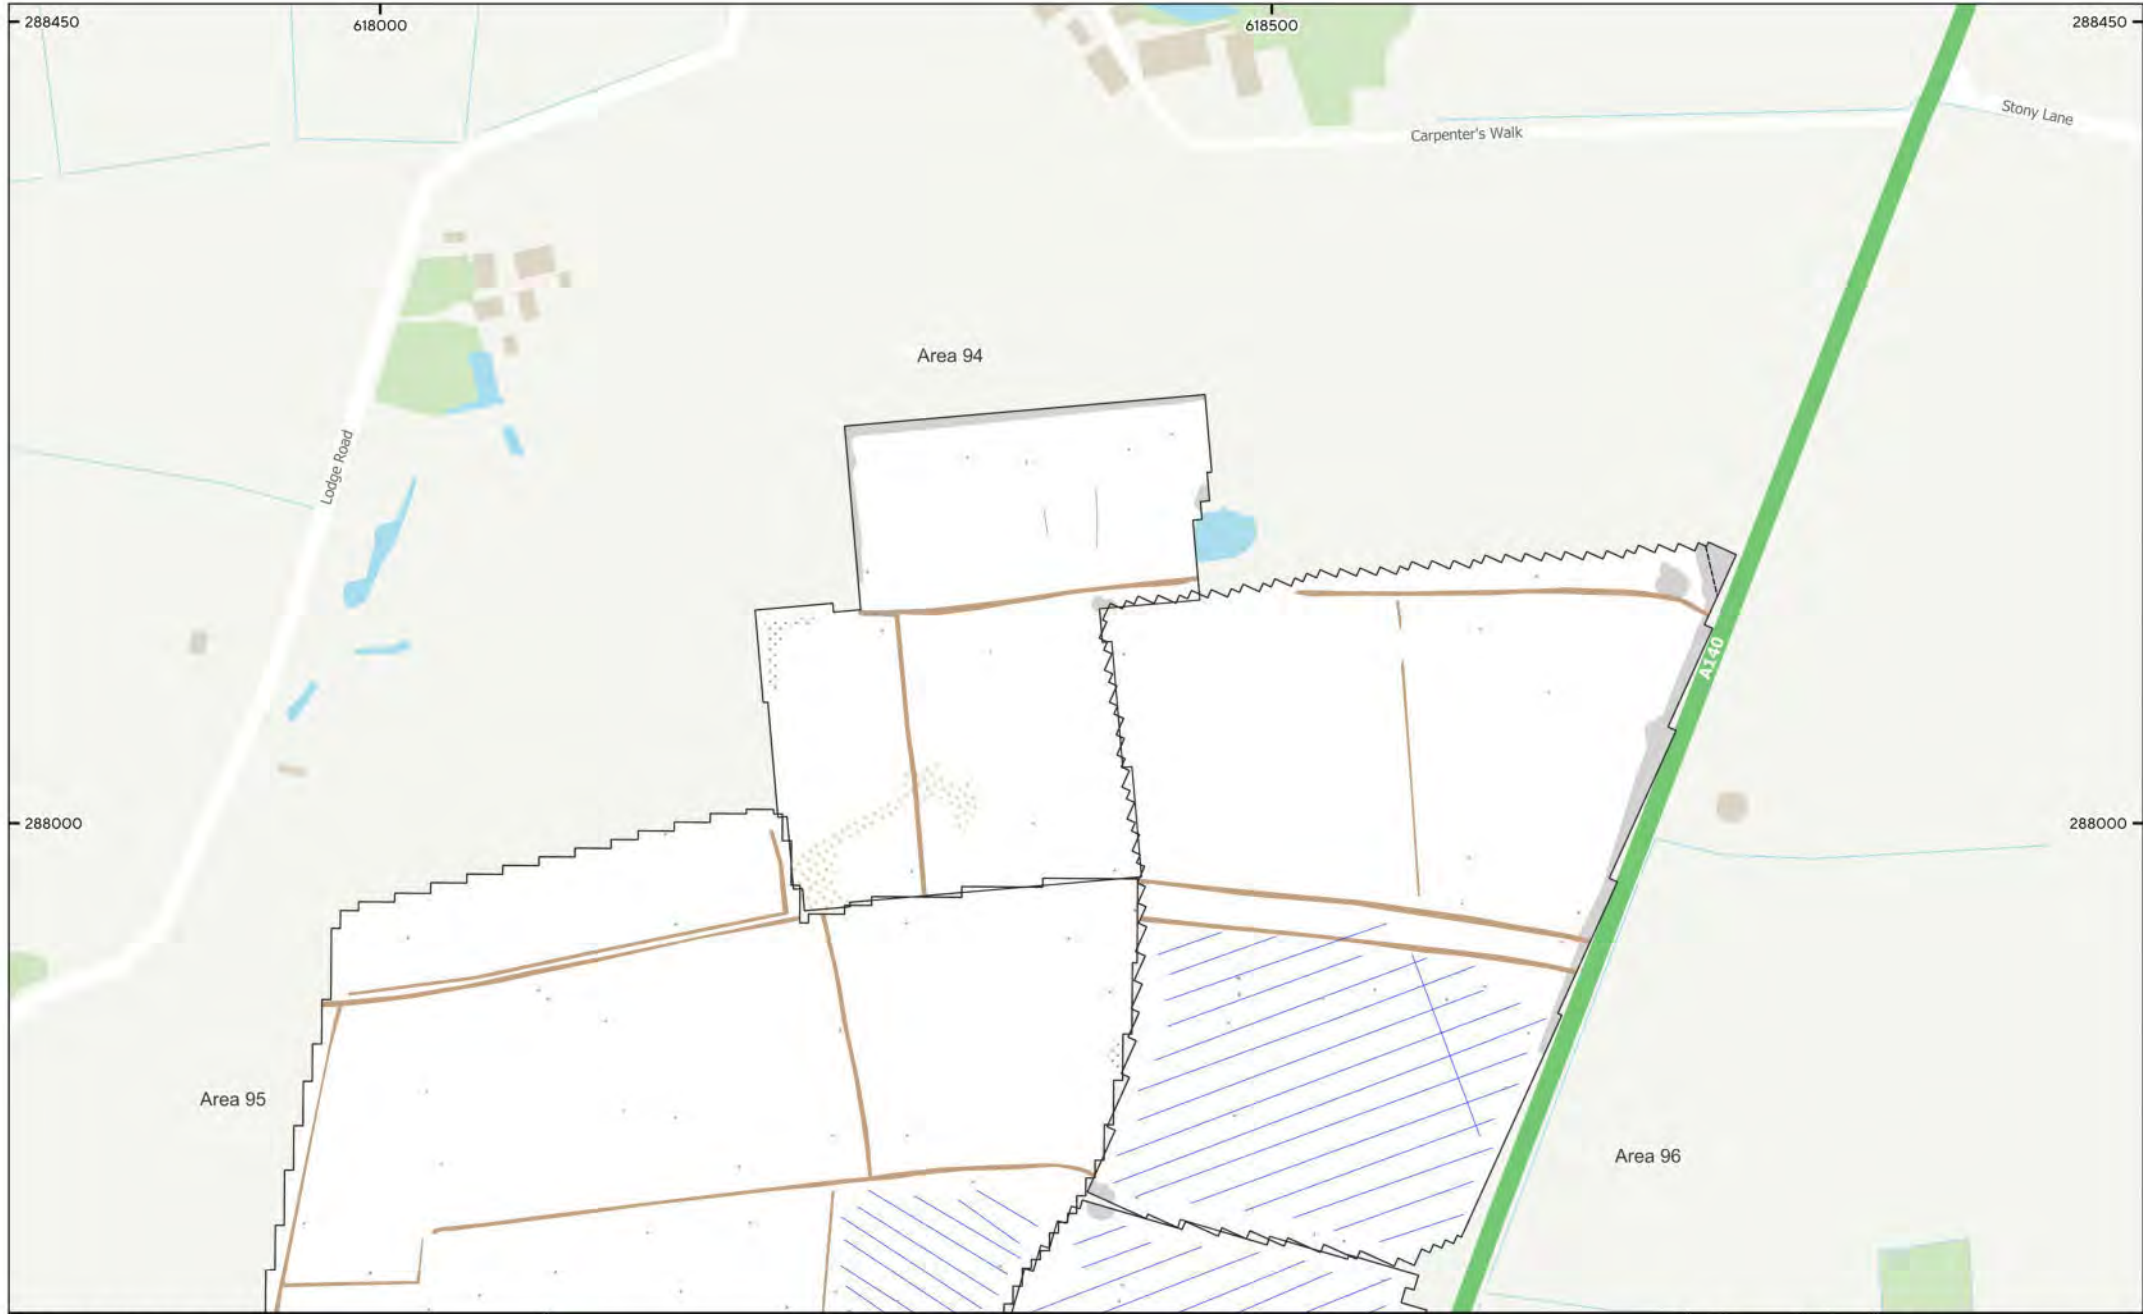 288450
618000
618500
288450
Stony Lane
Carpenter's Walk
Area 94
Lodge Road
A140
288000
288000
Area 95
Area 96